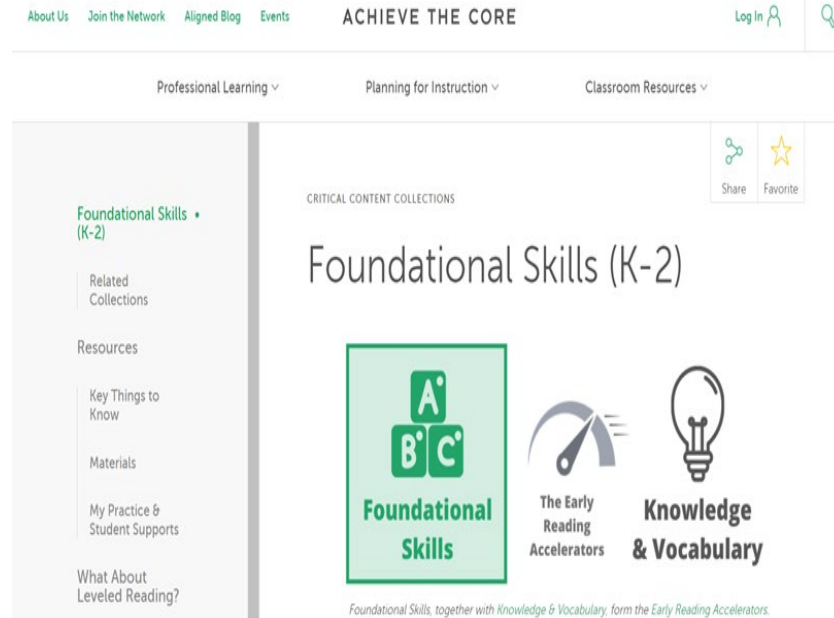 About Us Join the Network Aligned Blog Events ACHIEVE THE CORE Log In
Professional Learning Planning for Instruction Classroom Resources
Share Favorite
Foundational Skills •
(K-2)
Related
Collections
Resources
Key Things to
Know
Materials
My Practice &
Student Supports
What About
Leveled Reading?
CRITICAL CONTENT COLLECTIONS
Foundational Skills (K-2)
A
B C
Foundational
Skills
The Early
Reading
Accelerators
Knowledge
& Vocabulary
Foundational Skills, together with Knowledge & Vocabulary, form the Early Reading Accelerators.